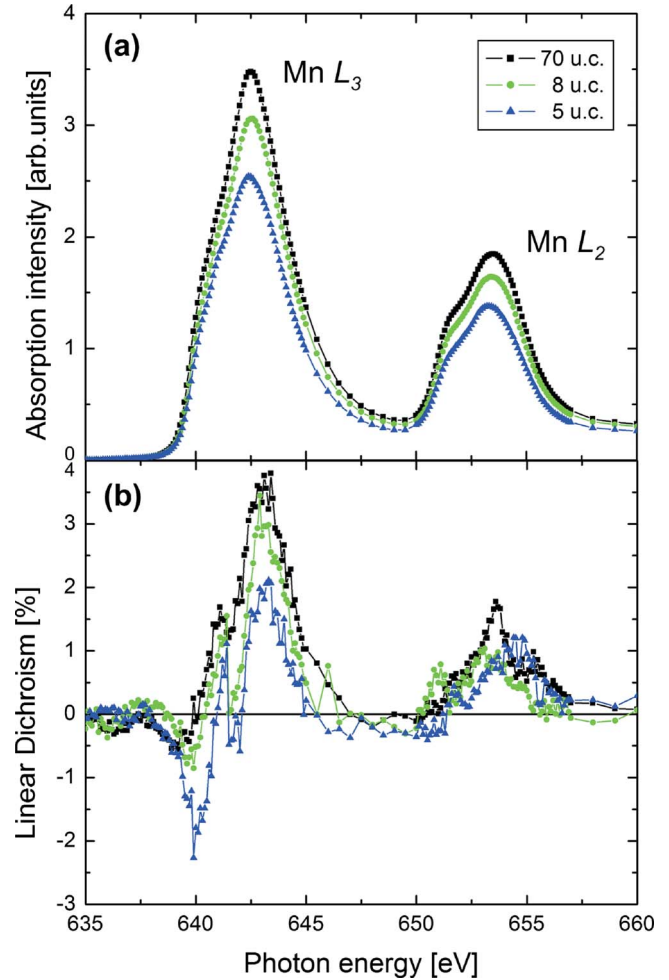 (a)
Mn L3
Mn L2
70 u.c.
8 u.c.
5 u.c.
Absorption intensity [arb.units]
4
3
2
1
0
(b)
Linear Dichroism [%]
4
3
2
1
0
-1
-2
-3
635 640 645 650 655 660
Photon energy [eV]